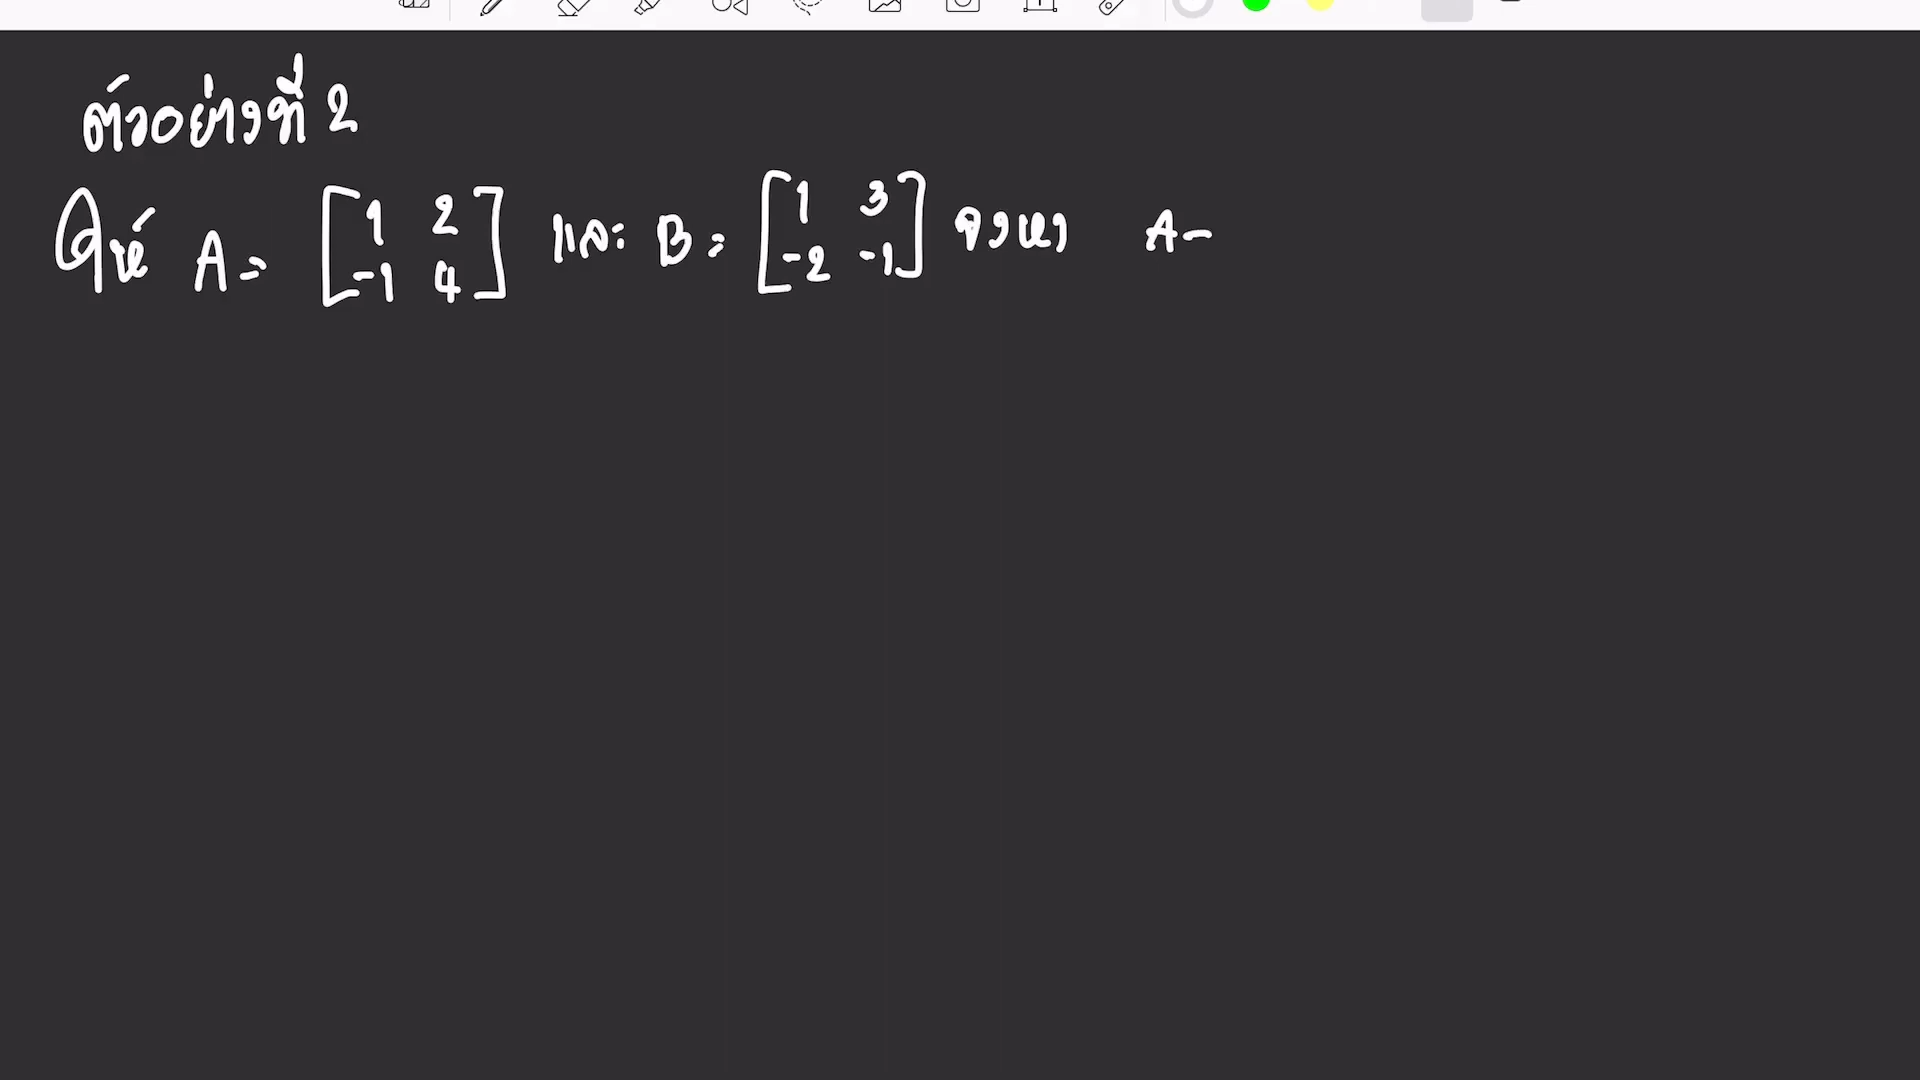 ตัวอย่างที่ 2
ให้ A = [1 2 -1 4] และ B = [1 3 -2 -1] จงหา A-